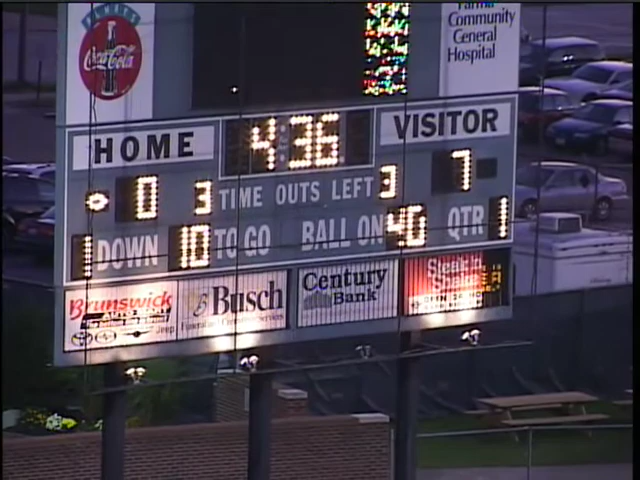 Parma
Community
General
Hospital
Coca-Cola
HOME
4:36
VISITOR
0
3
TIME OUTS LEFT
3
7
1 DOWN 10 TO GO BALL ON 40 QTR 1
Brunswick
Jeep
Busch
Century
Bank
Steak 'n
Shake